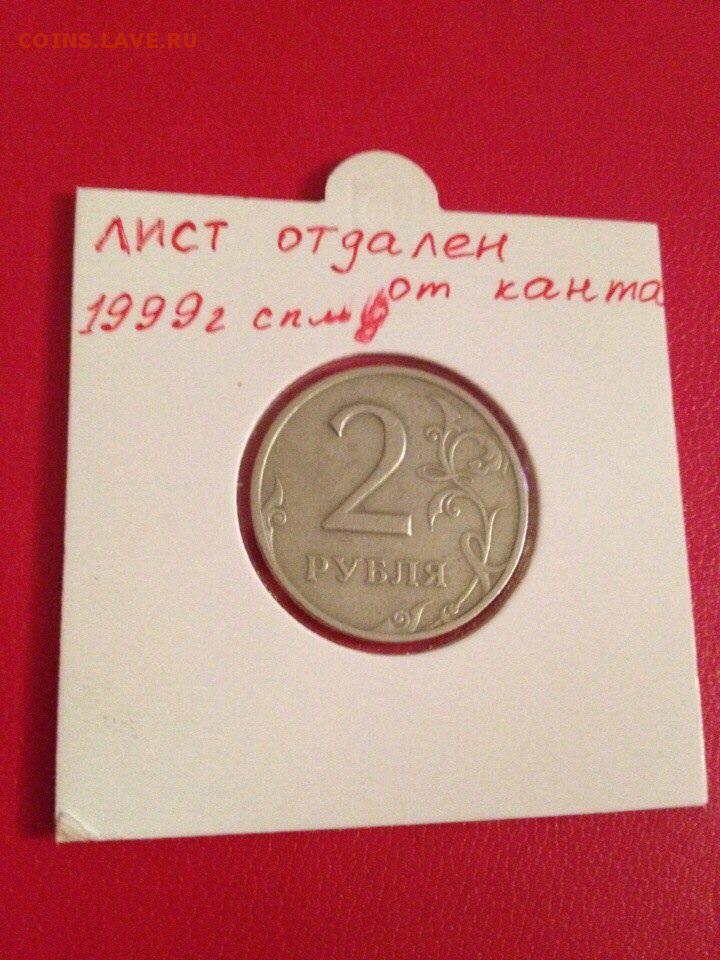 COINS.LAVE.RU
ЛИСТ отдален
от канта
1999г спмд
2
РУБЛЯ